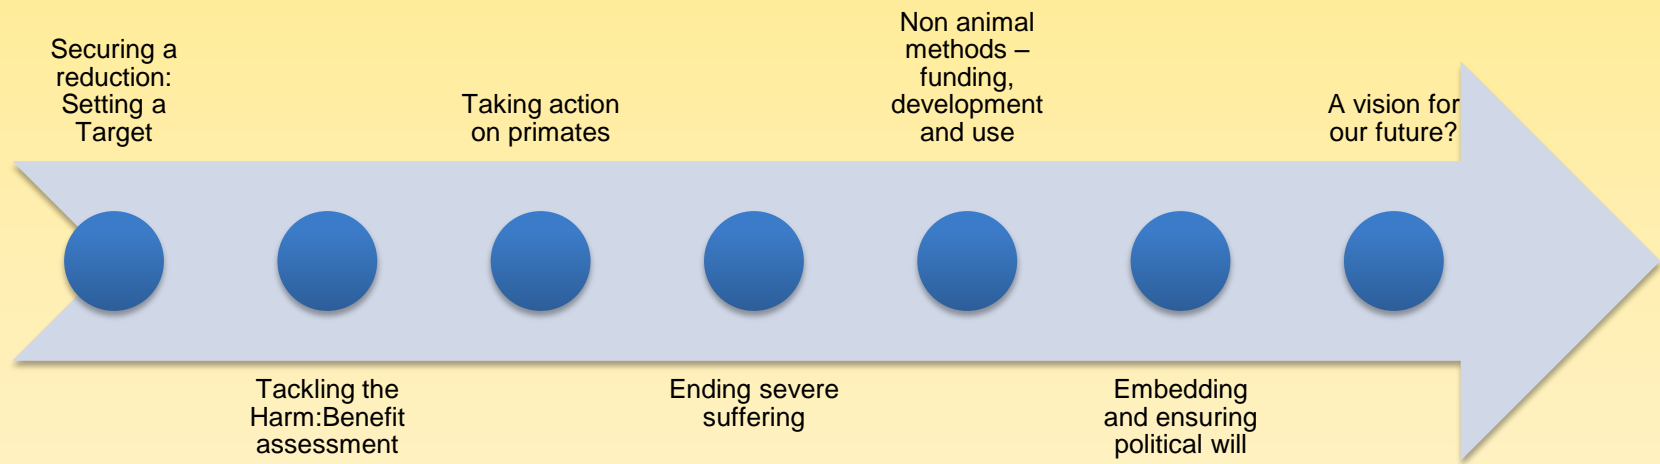 Securing a
reduction:
Setting a
Target
Tackling the
Harm:Benefit
assessment
Taking action
on primates
Ending severe
suffering
Non animal
methods –
funding,
development
and use
Embedding
and ensuring
political will
A vision for
our future?